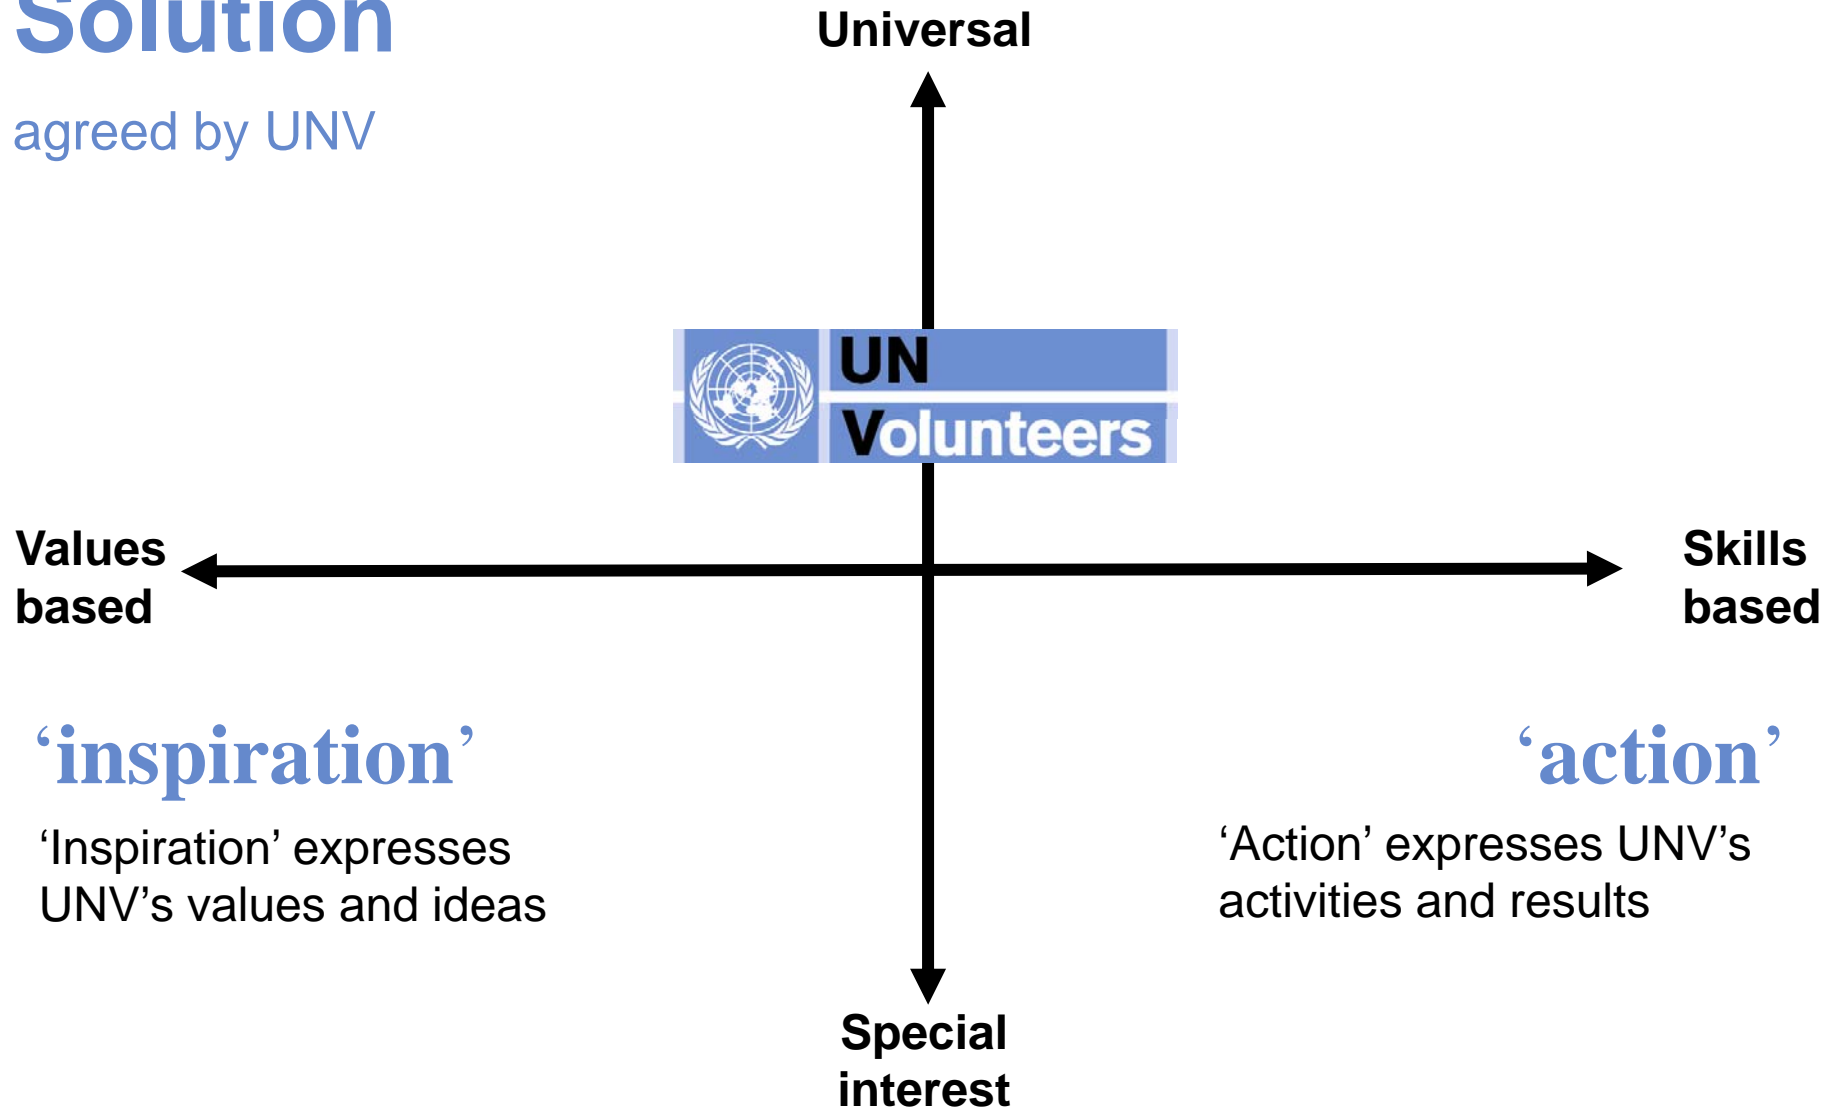 Solution
agreed by UNV
Universal
UN
Volunteers
Values
based
Skills
based
‘inspiration’
‘action’
‘Inspiration’ expresses
UNV’s values and ideas
‘Action’ expresses UNV’s
activities and results
Special
interest